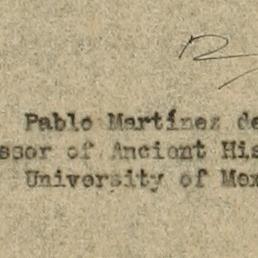 Pablo Martínez de
ssor of Ancient His
University of Mex